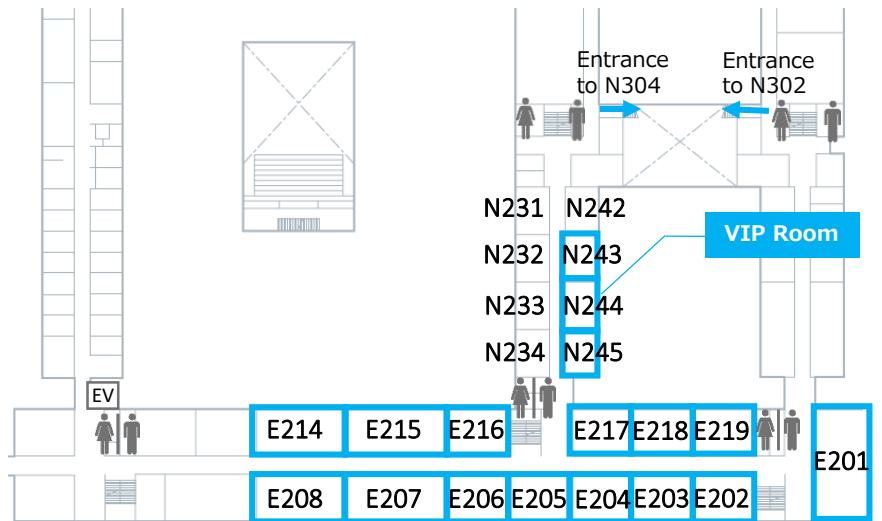 Entrance
to N304
Entrance
to N302
N231
N242
VIP Room
N232
N243
N233
N244
N234
N245
EV
E214
E215
E216
E217
E218
E219
E201
E208
E207
E206
E205
E204
E203
E202